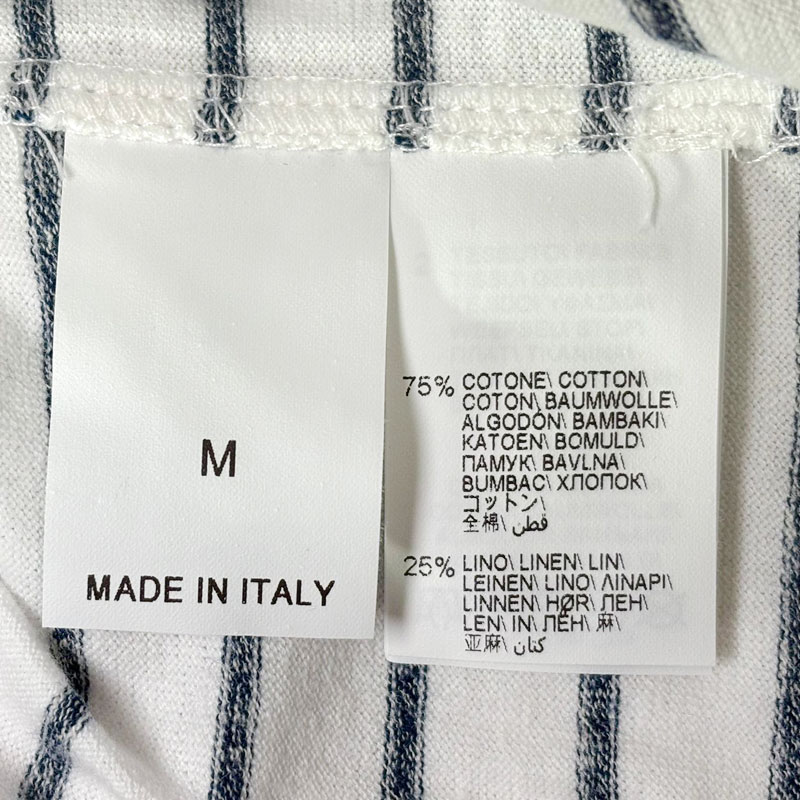 M
MADE IN ITALY
75% COTONE\ COTTON\
COTON\ BAUMWOLLE\
ALGODÓN\ BAMBAKI\
KATOEN\ BOMULD\
ПАМУК\ BAVLNA\
BUMBAC\ ХЛОПОК\
コットン\
全棉\ قطن
25% LINO\ LINEN\ LIN\
LEINEN\ LINO\ ΛΙΝΑΡΙ\
LINNEN\ HØR\ ЛЕН\
LEN IN\ ЛЁН\ 麻\
亚麻\ كتان